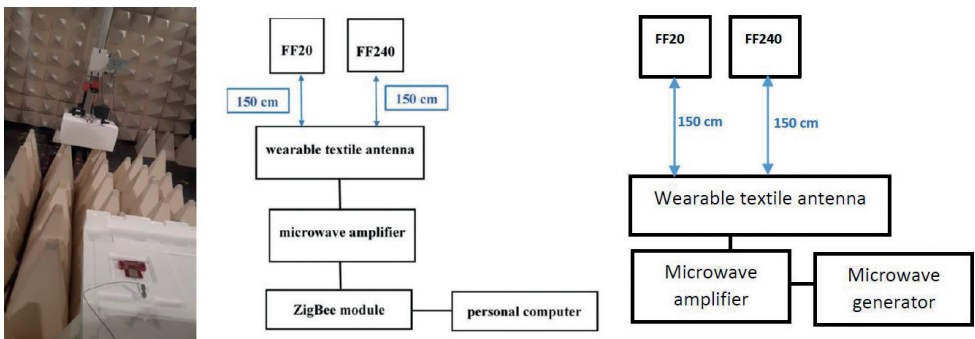 FF20
FF240
150 cm
150 cm
wearable textile antenna
microwave amplifier
ZigBee module
personal computer
FF20
FF240
150 cm
150 cm
Wearable textile antenna
Microwave
amplifier
Microwave
generator